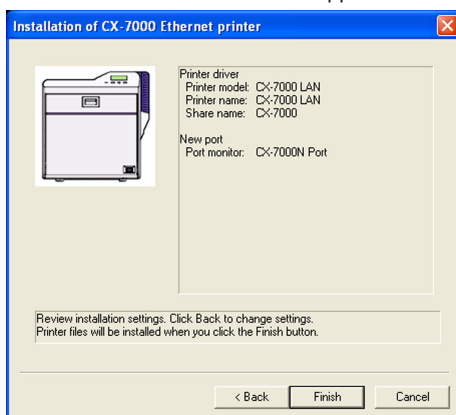 Installation of CX-7000 Ethernet printer
Printer driver
Printer model: CX-7000 LAN
Printer name: CX-7000 LAN
Share name: CX-7000
New port
Port monitor: CX-7000N Port
Review installation settings. Click Back to change settings.
Printer files will be installed when you click the Finish button.
< Back Finish Cancel